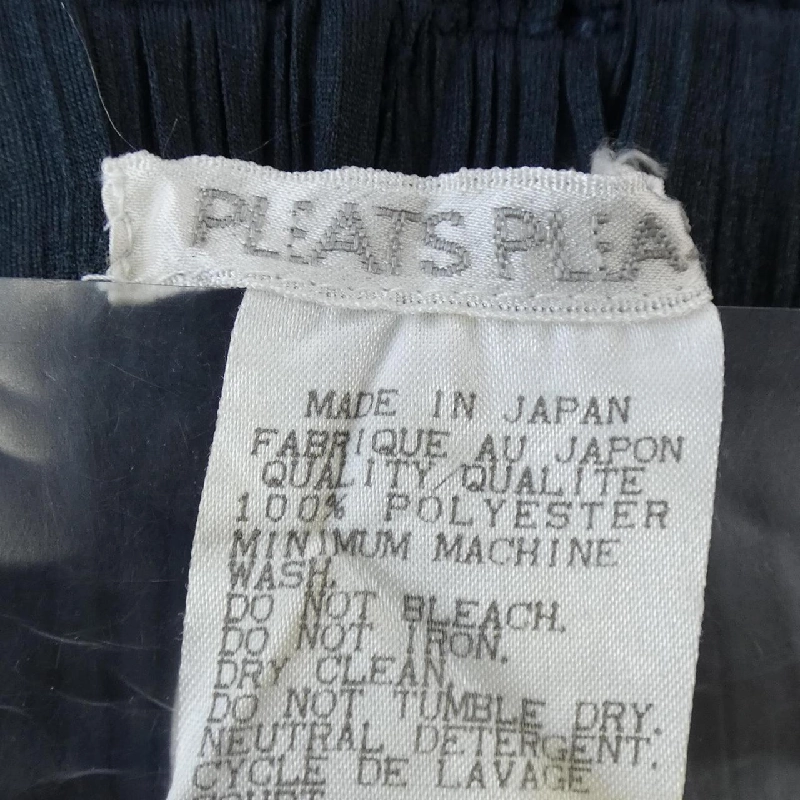 PLEATS PLEA
MADE IN JAPAN
FABRIQUE AU JAPON
QUALITY/QUALITE
100% POLYESTER
MINIMUM MACHINE
WASH.
DO NOT BLEACH.
DO NOT IRON.
DRY CLEAN.
DO NOT TUMBLE DRY.
NEUTRAL DETERGENT.
CYCLE DE LAVAGE